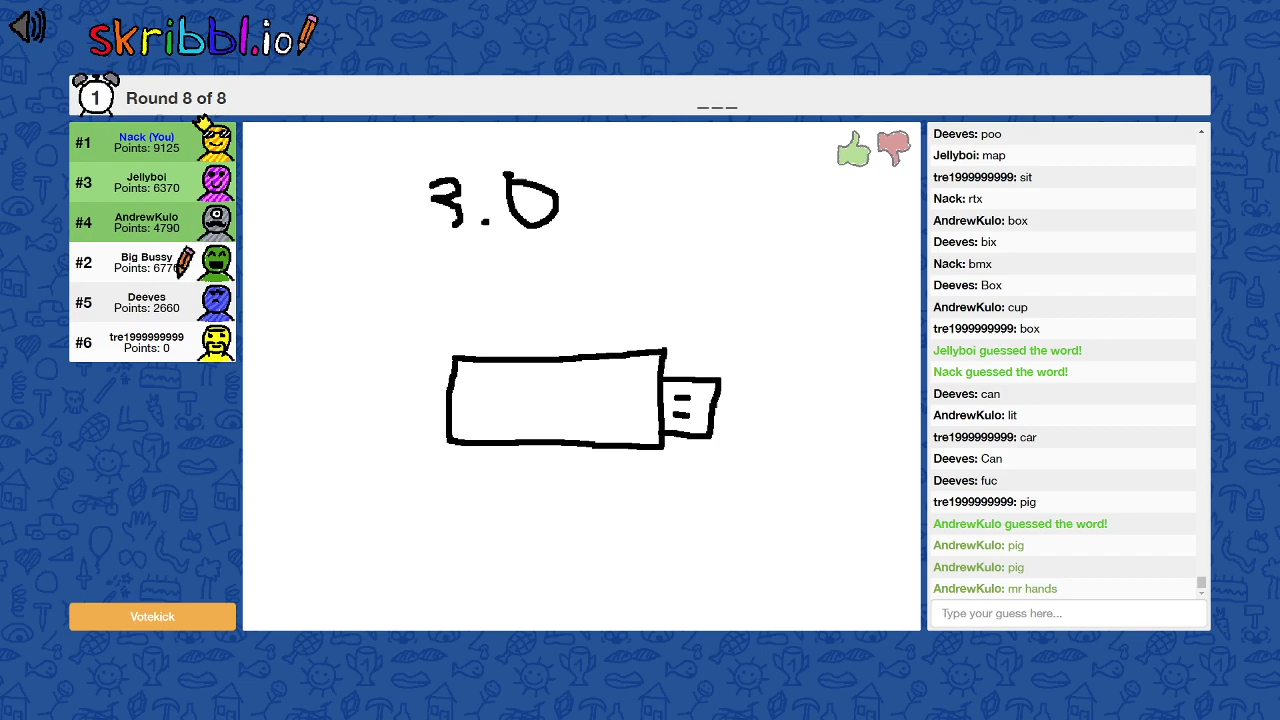 skribbl.io
1 Round 8 of 8 _ _ _
#1 Nack (You)
Points: 9125
#3 Jellyboi
Points: 6370
#4 AndrewKulo
Points: 4790
#2 Big Bussy
Points: 6770
#5 Deeves
Points: 2660
#6 tre1999999999
Points: 0
Votekick
3.0
Deeves: poo
Jellyboi: map
tre1999999999: sit
Nack: rtx
AndrewKulo: box
Deeves: bix
Nack: bmx
Deeves: Box
AndrewKulo: cup
tre1999999999: box
Jellyboi guessed the word!
Nack guessed the word!
Deeves: can
AndrewKulo: lit
tre1999999999: car
Deeves: Can
Deeves: fuc
tre1999999999: pig
AndrewKulo guessed the word!
AndrewKulo: pig
AndrewKulo: pig
AndrewKulo: mr hands
Type your guess here...